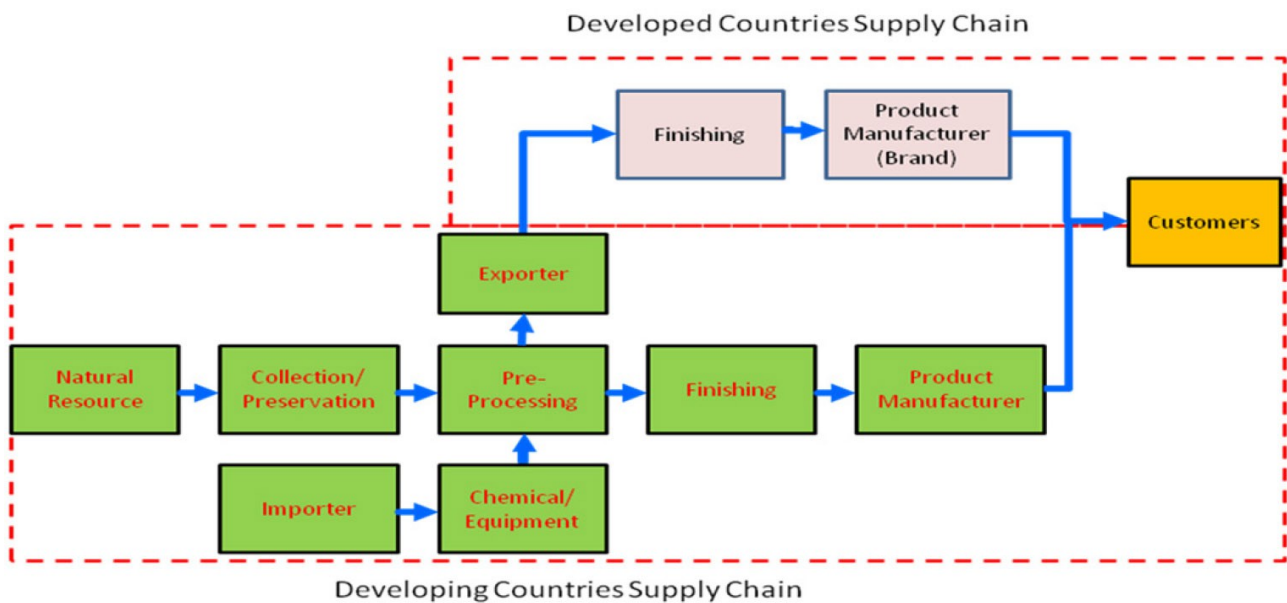 Developed Countries Supply Chain
Finishing
Product
Manufacturer
(Brand)
Customers
Exporter
Natural
Resource
Collection/
Preservation
Pre-
Processing
Finishing
Product
Manufacturer
Importer
Chemical/
Equipment
Developing Countries Supply Chain